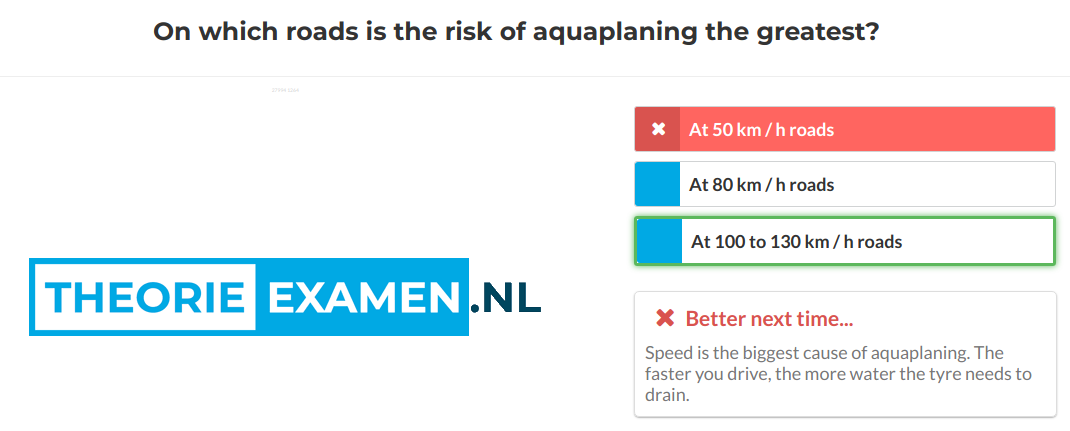 On which roads is the risk of aquaplaning the greatest?
At 50 km / h roads
At 80 km / h roads
At 100 to 130 km / h roads
THEORIE EXAMEN.NL
Better next time...
Speed is the biggest cause of aquaplaning. The
faster you drive, the more water the tyre needs to
drain.